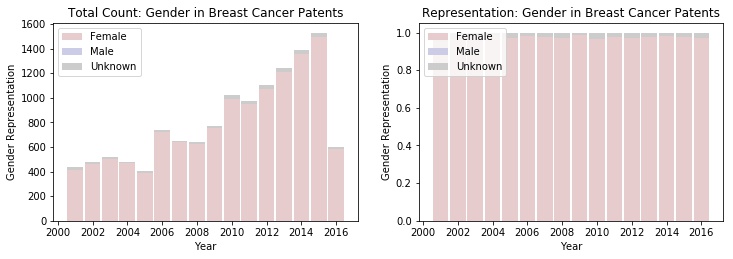 Total Count: Gender in Breast Cancer Patents
Female
Male
Unknown
Gender Representation
1600
1400
1200
1000
800
600
400
200
0
2000 2002 2004 2006 2008 2010 2012 2014 2016
Year
Representation: Gender in Breast Cancer Patents
Female
Male
Unknown
Gender Representation
1.0
0.8
0.6
0.4
0.2
0.0
2000 2002 2004 2006 2008 2010 2012 2014 2016
Year